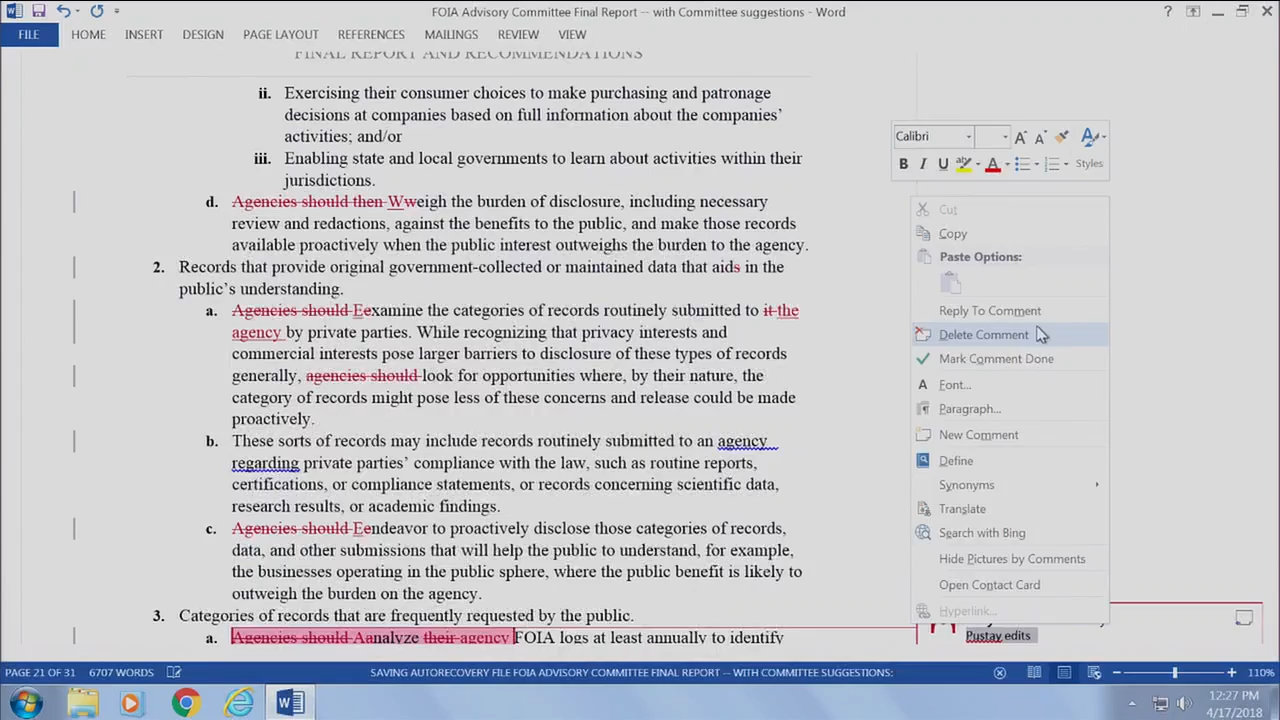 FOIA Advisory Committee Final Report -- with Committee suggestions - Word
FILE HOME INSERT DESIGN PAGE LAYOUT REFERENCES MAILINGS REVIEW VIEW
FINAL REPORT AND RECOMMENDATIONS
ii. Exercising their consumer choices to make purchasing and patronage
decisions at companies based on full information about the companies’
activities; and/or
iii. Enabling state and local governments to learn about activities within their
jurisdictions.
d. Agencies should then Wweigh the burden of disclosure, including necessary
review and redactions, against the benefits to the public, and make those records
available proactively when the public interest outweighs the burden to the agency.
2. Records that provide original government-collected or maintained data that aids in the
public’s understanding.
a. Agencies should Eexamine the categories of records routinely submitted to it the
agency by private parties. While recognizing that privacy interests and
commercial interests pose larger barriers to disclosure of these types of records
generally, agencies should look for opportunities where, by their nature, the
category of records might pose less of these concerns and release could be made
proactively.
b. These sorts of records may include records routinely submitted to an agency
regarding private parties’ compliance with the law, such as routine reports,
certifications, or compliance statements, or records concerning scientific data,
research results, or academic findings.
c. Agencies should Eendeavor to proactively disclose those categories of records,
data, and other submissions that will help the public to understand, for example,
the businesses operating in the public sphere, where the public benefit is likely to
outweigh the burden on the agency.
3. Categories of records that are frequently requested by the public.
a. Agencies should Aanalyze their agency FOIA logs at least annually to identify
Calibri
B I U aby A Styles
Cut
Copy
Paste Options:
Reply To Comment
Delete Comment
Mark Comment Done
Font...
Paragraph...
New Comment
Define
Synonyms
Translate
Search with Bing
Hide Pictures by Comments
Open Contact Card
Hyperlink...
Pustay edits
PAGE 21 OF 31 6707 WORDS SAVING AUTORECOVERY FILE FOIA ADVISORY COMMITTEE FINAL REPORT -- WITH COMMITTEE SUGGESTIONS: 110%
12:27 PM
4/17/2018